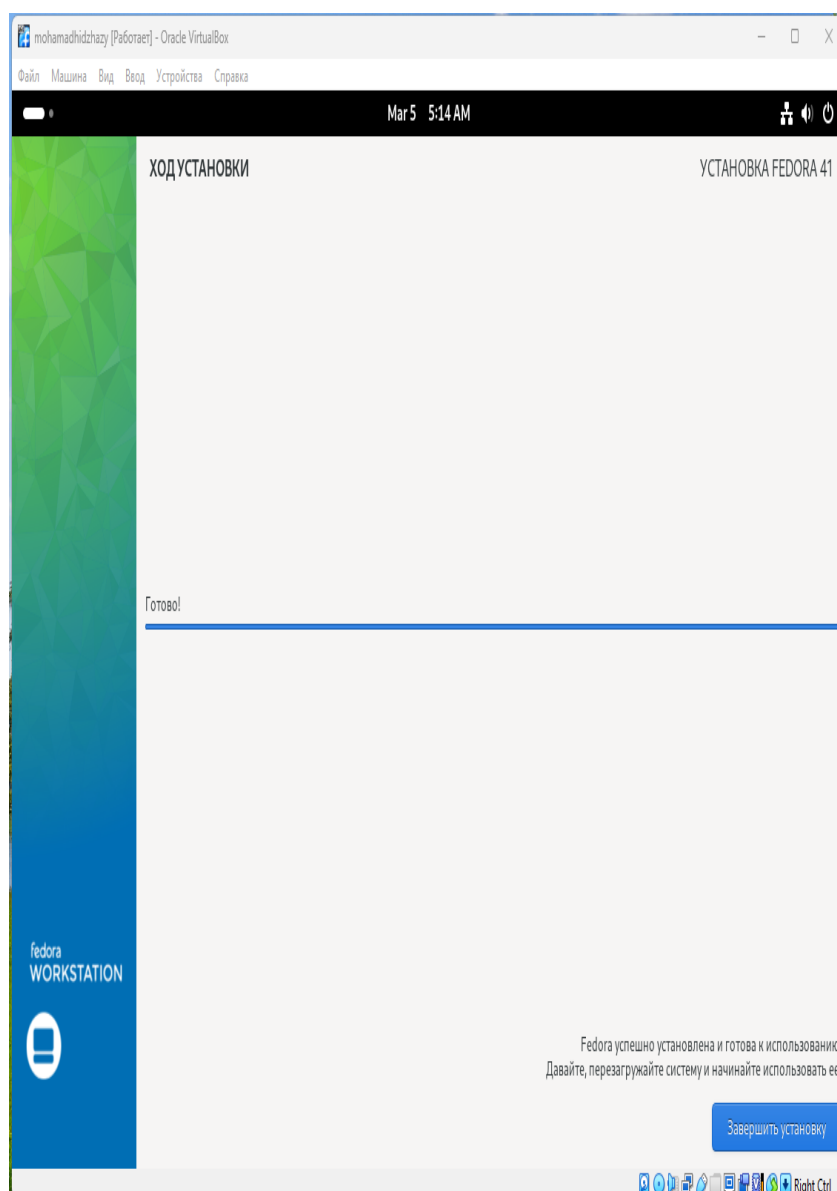 mohamadhidzhazy [Работает] - Oracle VirtualBox
Файл Машина Вид Ввод Устройства Справка
Mar 5 5:14 AM
ХОД УСТАНОВКИ
УСТАНОВКА FEDORA 41
Готово!
fedora
WORKSTATION
Fedora успешно установлена и готова к использованию
Давайте, перезагружайте систему и начинайте использовать ее
Завершить установку
Right Ctrl